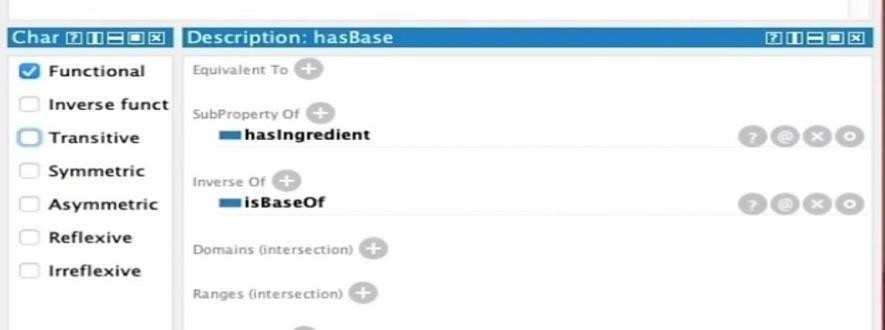 Char
Functional
Inverse funct
Transitive
Symmetric
Asymmetric
Reflexive
Irreflexive
Description: hasBase
Equivalent To
SubProperty Of
hasIngredient
Inverse Of
isBaseOf
Domains (intersection)
Ranges (intersection)